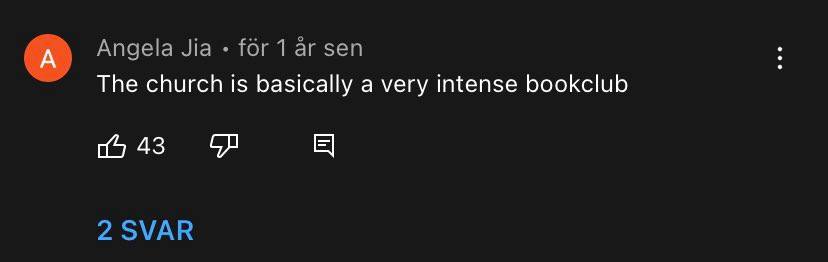 A
Angela Jia • för 1 år sen
The church is basically a very intense bookclub
43
2 SVAR